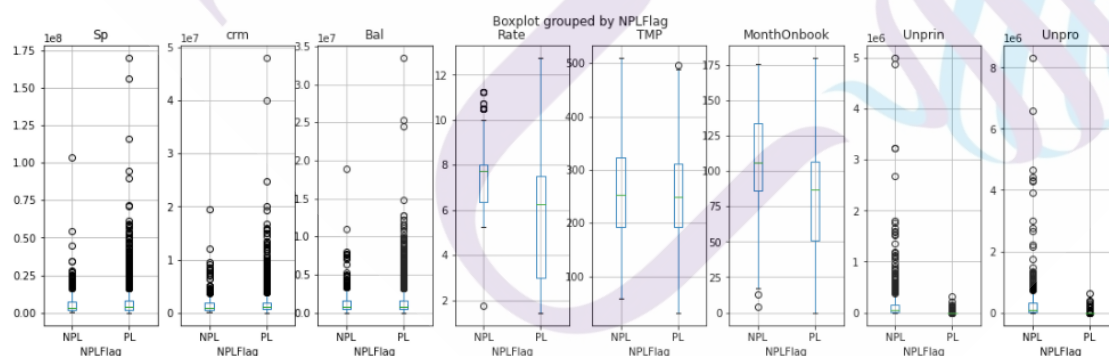 Boxplot grouped by NPLFlag
Sp
crm
Bal
Rate
TMP
MonthOnbook
Unprin
Unpro
1e8
1.75
1.50
1.25
1.00
0.75
0.50
0.25
0.00
NPL PL
NPLFlag
1e7
5
4
3
2
1
0
NPL PL
NPLFlag
1e7
3.5
3.0
2.5
2.0
1.5
1.0
0.5
0.0
NPL PL
NPLFlag
12
10
8
6
4
2
NPL PL
NPLFlag
500
400
300
200
100
NPL PL
NPLFlag
175
150
125
100
75
50
25
0
NPL PL
NPLFlag
1e6
5
4
3
2
1
0
NPL PL
NPLFlag
1e6
8
6
4
2
0
NPL PL
NPLFlag